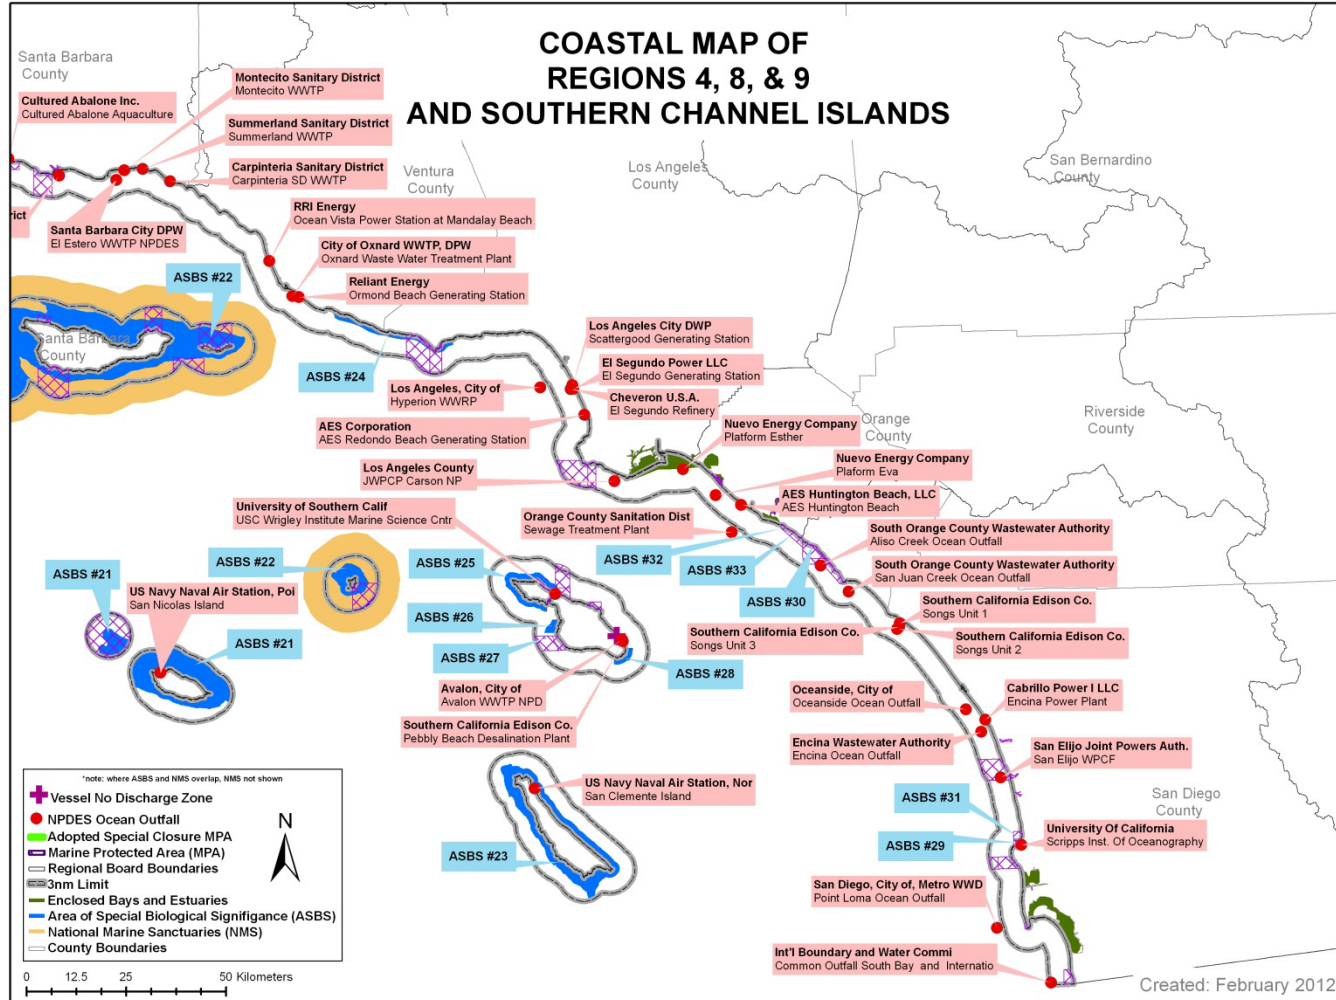 COASTAL MAP OF
REGIONS 4, 8, & 9
AND SOUTHERN CHANNEL ISLANDS
Santa Barbara
County
Montecito Sanitary District
Montecito WWTP
Cultured Abalone Inc.
Cultured Abalone Aquaculture
Summerland Sanitary District
Summerland WWTP
Carpinteria Sanitary District
Carpinteria SD WWTP
Ventura
County
Los Angeles
County
San Bernardino
County
rict
Santa Barbara City DPW
El Estero WWTP NPDES
RRI Energy
Ocean Vista Power Station at Mandalay Beach
City of Oxnard WWTP, DPW
Oxnard Waste Water Treatment Plant
ASBS #22
Reliant Energy
Ormond Beach Generating Station
Santa Barbara
County
Los Angeles City DWP
Scattergood Generating Station
El Segundo Power LLC
El Segundo Generating Station
ASBS #24
Los Angeles, City of
Hyperion WWRP
Cheveron U.S.A.
El Segundo Refinery
AES Corporation
AES Redondo Beach Generating Station
Nuevo Energy Company
Platform Esther
Orange
County
Riverside
County
Los Angeles County
JWPCP Carson NP
Nuevo Energy Company
Plaform Eva
AES Huntington Beach, LLC
AES Huntington Beach
University of Southern Calif
USC Wrigley Institute Marine Science Cntr
Orange County Sanitation Dist
Sewage Treatment Plant
South Orange County Wastewater Authority
Aliso Creek Ocean Outfall
ASBS #32
ASBS #33
ASBS #30
South Orange County Wastewater Authority
San Juan Creek Ocean Outfall
ASBS #21
ASBS #22
ASBS #25
US Navy Naval Air Station, Poi
San Nicolas Island
Southern California Edison Co.
Songs Unit 1
ASBS #26
ASBS #21
Southern California Edison Co.
Songs Unit 3
Southern California Edison Co.
Songs Unit 2
ASBS #27
ASBS #28
Avalon, City of
Avalon WWTP NPD
Oceanside, City of
Oceanside Ocean Outfall
Cabrillo Power I LLC
Encina Power Plant
Southern California Edison Co.
Pebbly Beach Desalination Plant
Encina Wastewater Authority
Encina Ocean Outfall
San Elijo Joint Powers Auth.
San Elijo WPCF
US Navy Naval Air Station, Nor
San Clemente Island
ASBS #31
San Diego
County
ASBS #23
ASBS #29
University Of California
Scripps Inst. Of Oceanography
San Diego, City of, Metro WWD
Point Loma Ocean Outfall
Int'l Boundary and Water Commi
Common Outfall South Bay and Internatio
*note: where ASBS and NMS overlap, NMS not shown
Vessel No Discharge Zone
NPDES Ocean Outfall
Adopted Special Closure MPA
Marine Protected Area (MPA)
Regional Board Boundaries
3nm Limit
Enclosed Bays and Estuaries
Area of Special Biological Signifigance (ASBS)
National Marine Sanctuaries (NMS)
County Boundaries
N
0 12.5 25 50 Kilometers
Created: February 2012